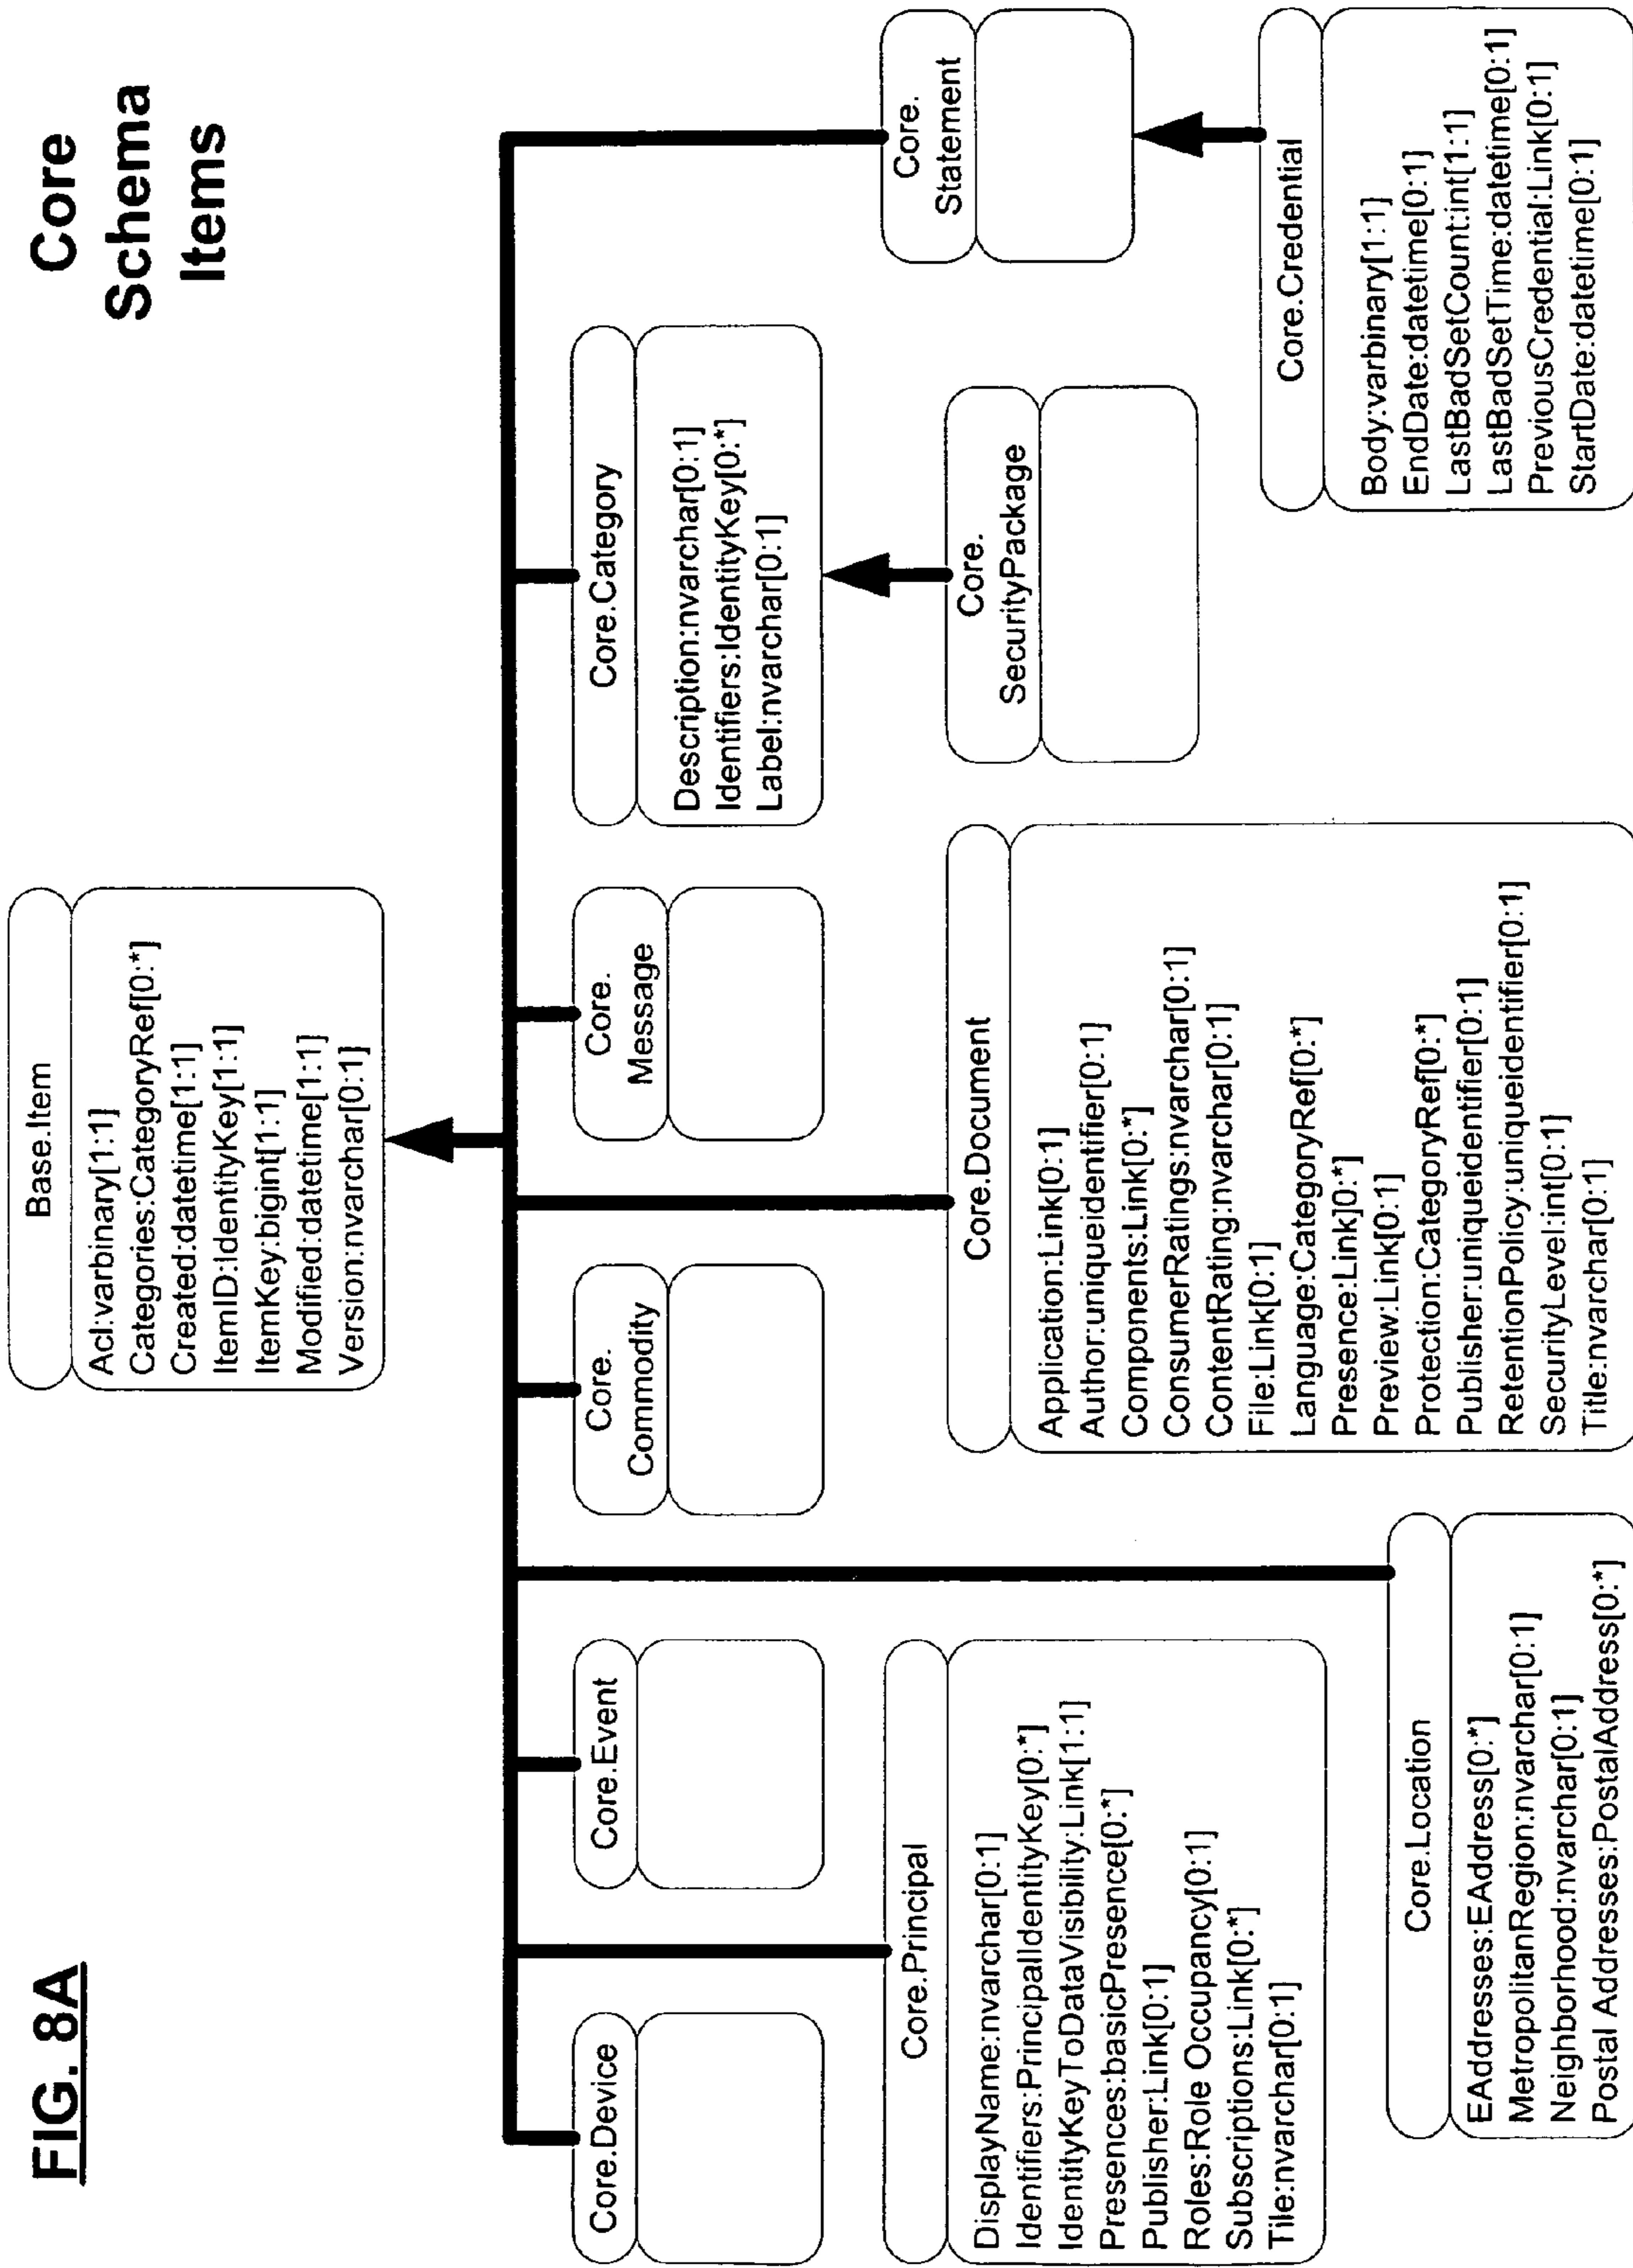 FIG. 8A
Core
Schema
Items
Base.Item
Acl:varbinary[1:1]
Categories:CategoryRef[0:*]
Created:datetime[1:1]
ItemID:IdentityKey[1:1]
ItemKey:bigint[1:1]
Modified:datetime[1:1]
Version:nvarchar[0:1]
Core.Device
Core.Event
Core.
Commodity
Core.
Message
Core.Category
Description:nvarchar[0:1]
Identifiers:IdentityKey[0:*]
Label:nvarchar[0:1]
Core.
Statement
Core.Principal
DisplayName:nvarchar[0:1]
Identifiers:PrincipalIdentityKey[0:*]
IdentityKeyToDataVisibility:Link[1:1]
Presences:basicPresence[0:*]
Publisher:Link[0:1]
Roles:Role Occupancy[0:1]
Subscriptions:Link[0:*]
Tile:nvarchar[0:1]
Core.Document
Application:Link[0:1]
Author:uniqueidentifier[0:1]
Components:Link[0:*]
ConsumerRatings:nvarchar[0:1]
ContentRating:nvarchar[0:1]
File:Link[0:1]
Language:CategoryRef[0:*]
Presence:Link[0:*]
Preview:Link[0:1]
Protection:CategoryRef[0:*]
Publisher:uniqueidentifier[0:1]
RetentionPolicy:uniqueidentifier[0:1]
SecurityLevel:int[0:1]
Title:nvarchar[0:1]
Core.
SecurityPackage
Core.Credential
Body:varbinary[1:1]
EndDate:datetime[0:1]
LastBadSetCount:int[1:1]
LastBadSetTime:datetime[0:1]
PreviousCredential:Link[0:1]
StartDate:datetime[0:1]
Core.Location
EAddresses:EAddress[0:*]
MetropolitanRegion:nvarchar[0:1]
Neighborhood:nvarchar[0:1]
Postal Addresses:PostalAddress[0:*]